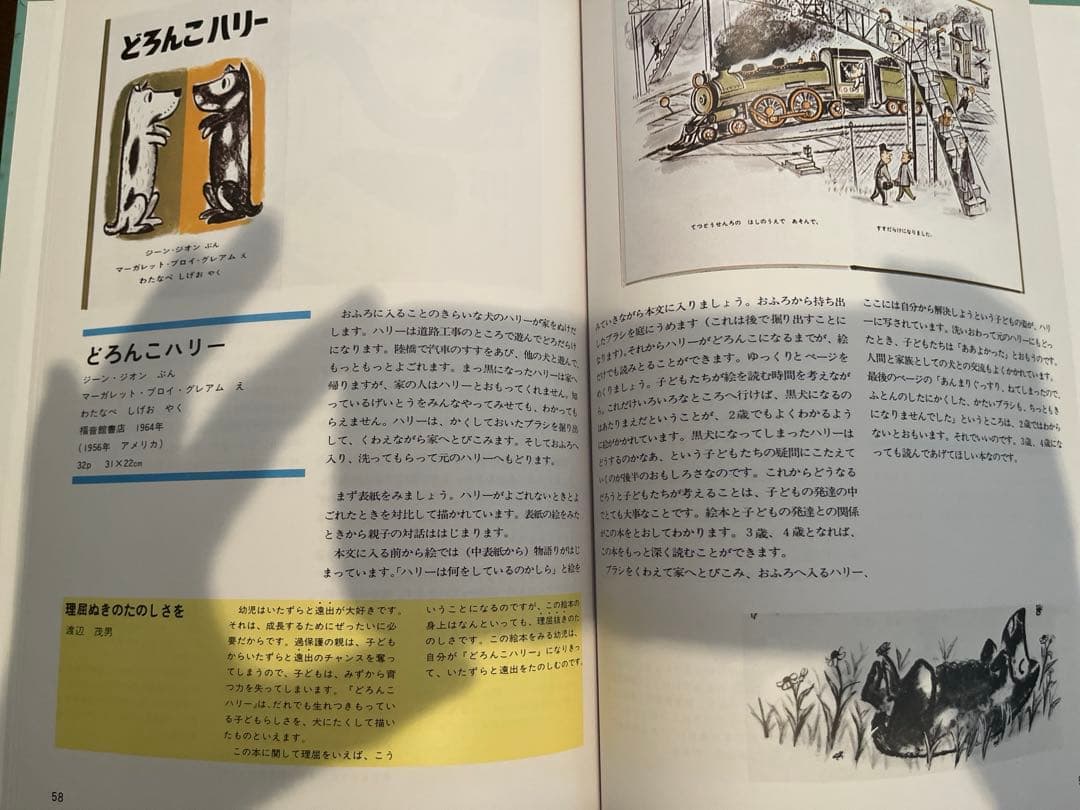 どろんこハリー
ジーン・ジオン ぶん
マーガレット・ブロイ・グレアム え
わたなべ しげお やく
どろんこハリー
ジーン・ジオン ぶん
マーガレット・ブロイ・グレアム え
わたなべ しげお やく
福音館書店 1964年
(1956年 アメリカ)
32p 31×22cm
おふろに入ることのきらいな犬のハリーが家をぬけだ
します。ハリーは道路工事のところで遊んでどろだらけ
になります。陸橋で汽車のすすをあび、他の犬と遊んで、
もっともっとよごれます。まっ黒になったハリーは家へ
帰りますが、家の人はハリーとおもってくれません。知
っているげいとうをみんなやってみせても、わかっても
らえません。ハリーは、かくしておいたブラシを掘り出
して、くわえながら家へとびこみます。そしておふろへ
入り、洗ってもらって元のハリーへもどります。
まず表紙をみましょう。ハリーがよごれないときとよ
ごれたときを対比して描かれています。表紙の絵をみた
ときから親子の対話ははじまります。
本文に入る前から絵では(中表紙から)物語りがはじ
まっています。「ハリーは何をしているのかしら」と絵を
理屈ぬきのたのしさを
渡辺 茂男
幼児はいたずらと遠出が大好きです。
それは、成長するためにぜったいに必
要だからです。過保護の親は、子ども
からいたずらと遠出のチャンスを奪っ
てしまうので、子どもは、みずから育
つ力を失ってしまいます。『どろんこ
ハリー』は、だれでも生れつきもってい
る子どもらしさを、犬にたくして描い
たものといえます。
この本に関して理屈をいえば、こう
いうことになるのですが、この絵本の
身上はなんといっても、理屈抜きのた
のしさです。この絵本をみる幼児は、
自分が『どろんこハリー』になりきっ
て、いたずらと遠出をたのしむのです。
58
てつどうせんろの はしのうえで あそんで、
すすだらけになりました。
みていきながら本文に入りましょう。おふろから持ち出
したブラシを庭にうめます(これは後で掘り出すことに
なります)。それからハリーがどろんこになるまでが、絵
だけでも読みとることができます。ゆっくりとページを
めくりましょう。子どもたちが絵を読む時間を考えなが
ら。これだけいろいろなところへ行けば、黒犬になるの
はあたりまえだということが、2歳でもよくわかるよう
に絵がかかれています。黒犬になってしまったハリーは
どうするのかなあ、という子どもたちの疑問にこたえて
いくのが後半のおもしろさなのです。これからどうなる
だろうと子どもたちが考えることは、子どもの発達の中
でとても大事なことです。絵本と子どもの発達との関係
がこの本をとおしてわかります。3歳、4歳となれば、
この本をもっと深く読むことができます。
ブラシをくわえて家へとびこみ、おふろへ入るハリー、
ここには自分から解決しようという子どもの姿が、ハリ
ーに写されています。洗いおわって元のハリーにもどっ
たとき、子どもたちは「ああよかった」とおもうのです。
人間と家族としての犬との交流もよくかかれています。
最後のページの「あんまりぐっすり、ねてしまったので、
ふとんのしたにかくした、かたいブラシも、ちっともき
になりませんでした」というところは、2歳ではわから
ないとおもいます。それでいいのです。3歳、4歳にな
っても読んであげてほしい本なのです。